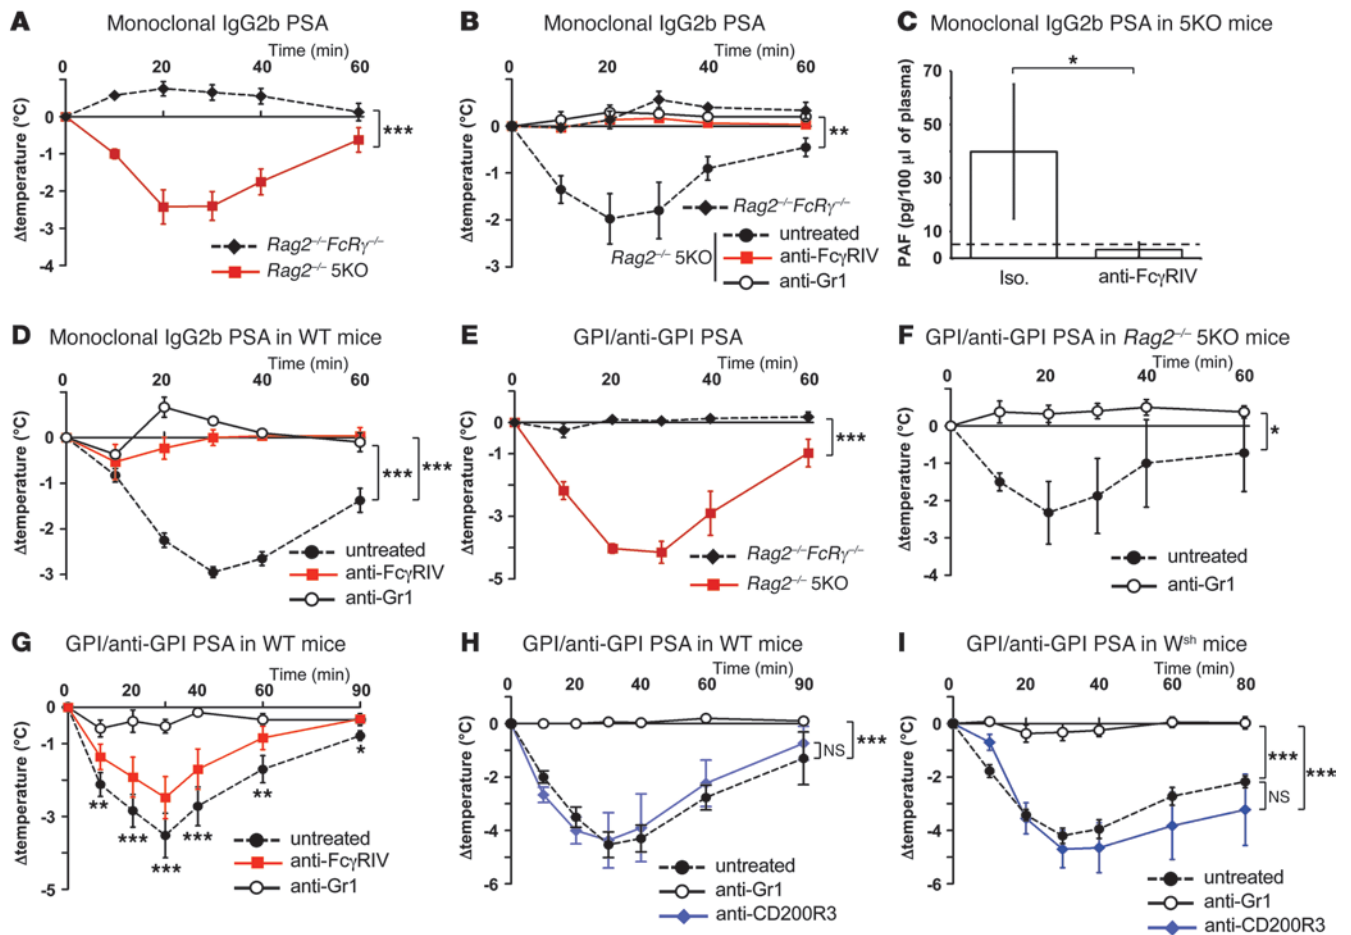 A Monoclonal IgG2b PSA
Time (min)
0 20 40 60
Δtemperature (°C)
0
-1
-2
-3
-4
***
Rag2–/–FcRγ–/–
Rag2–/– 5KO
B Monoclonal IgG2b PSA
Time (min)
0 20 40 60
Δtemperature (°C)
0
-1
-2
-3
**
Rag2–/–FcRγ–/–
Rag2–/– 5KO
untreated
anti-FcγRIV
anti-Gr1
C Monoclonal IgG2b PSA in 5KO mice
PAF (pg/100 μl of plasma)
70
50
30
10
0
*
Iso. anti-FcγRIV
D Monoclonal IgG2b PSA in WT mice
Time (min)
0 20 40 60
Δtemperature (°C)
0
-1
-2
-3
*** ***
untreated
anti-FcγRIV
anti-Gr1
E GPI/anti-GPI PSA
Time (min)
0 20 40 60
Δtemperature (°C)
0
-1
-3
-5
***
Rag2–/–FcRγ–/–
Rag2–/– 5KO
F GPI/anti-GPI PSA in Rag2–/– 5KO mice
Time (min)
0 20 40 60
Δtemperature (°C)
0
-1
-2
-3
-4
*
untreated
anti-Gr1
G GPI/anti-GPI PSA in WT mice
Time (min)
0 20 40 60 90
Δtemperature (°C)
0
-1
-3
-5
** *** *** *** ** *
untreated
anti-FcγRIV
anti-Gr1
H GPI/anti-GPI PSA in WT mice
Time (min)
0 20 40 60 90
Δtemperature (°C)
0
-2
-4
-6
NS ***
untreated
anti-Gr1
anti-CD200R3
I GPI/anti-GPI PSA in Wsh mice
Time (min)
0 20 40 60 80
Δtemperature (°C)
0
-2
-4
-6
*** ***
NS
untreated
anti-Gr1
anti-CD200R3